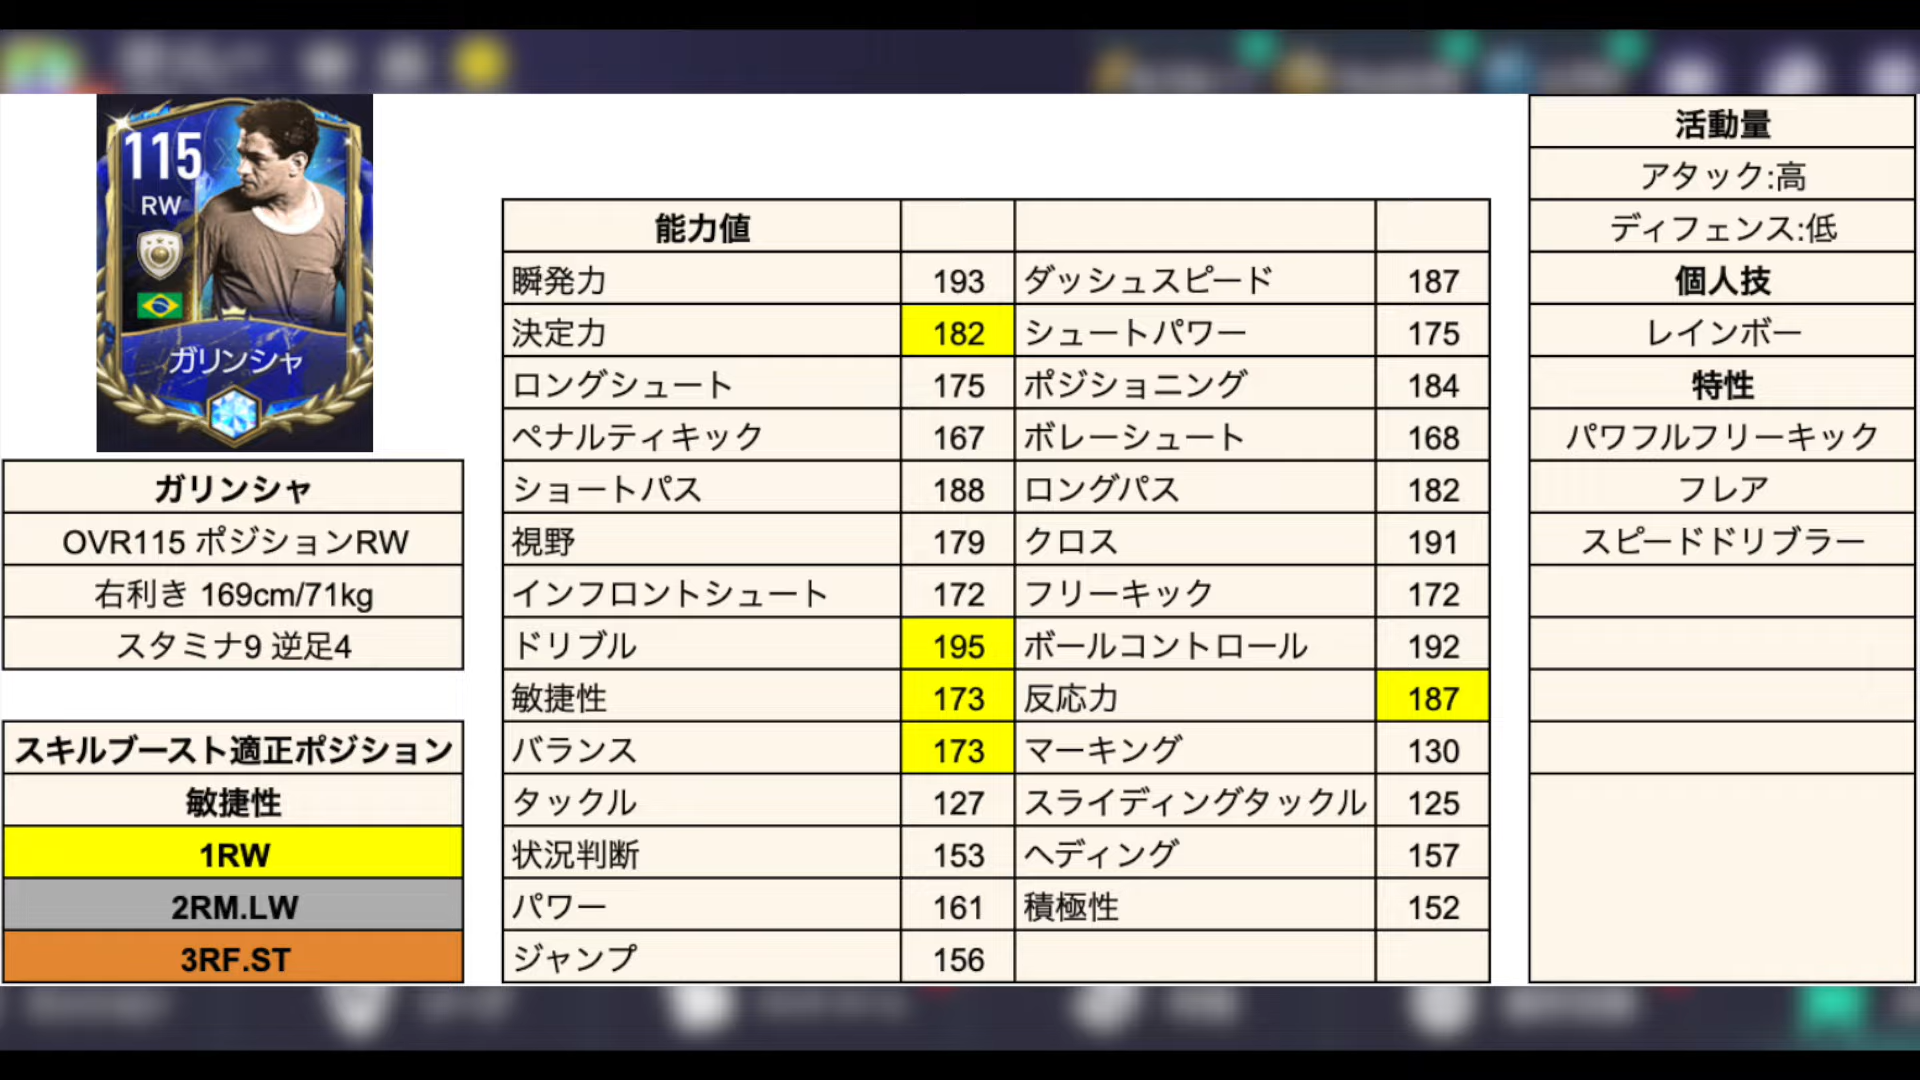 115
RW
ガリンシャ
ガリンシャ
OVR115 ポジションRW
右利き 169cm/71kg
スタミナ9 逆足4
スキルブースト適正ポジション
敏捷性
1RW
2RM.LW
3RF.ST
能力値
瞬発力 193 ダッシュスピード 187
決定力 182 シュートパワー 175
ロングシュート 175 ポジショニング 184
ペナルティキック 167 ボレーシュート 168
ショートパス 188 ロングパス 182
視野 179 クロス 191
インフロントシュート 172 フリーキック 172
ドリブル 195 ボールコントロール 192
敏捷性 173 反応力 187
バランス 173 マーキング 130
タックル 127 スライディングタックル 125
状況判断 153 ヘディング 157
パワー 161 積極性 152
ジャンプ 156
活動量
アタック:高
ディフェンス:低
個人技
レインボー
特性
パワフルフリーキック
フレア
スピードドリブラー